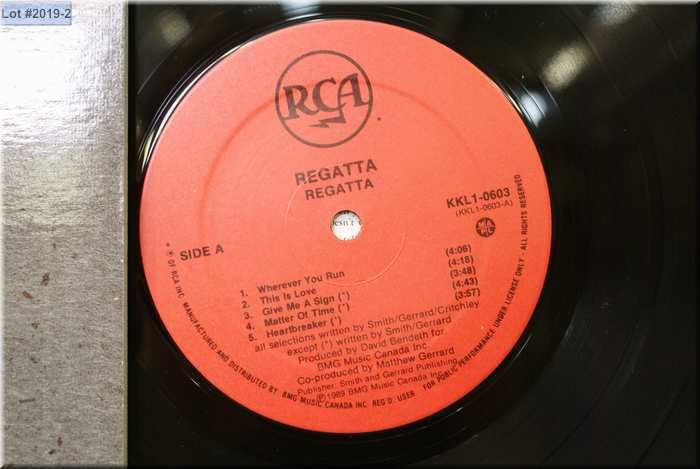 Lot #2019-2
RCA
REGATTA
REGATTA
KKL1-0603
(KKL1-0603-A)
SIDE A
1. Wherever You Run (4:06)
2. This Is Love (4:18)
3. Give Me A Sign (*) (3:48)
4. Matter Of Time (*) (4:43)
5. Heartbreaker (*) (3:57)
all selections written by Smith/Gerrard/Critchley
except (*) written by Smith/Gerrard
Produced by David Bendeth for
BMG Music Canada Inc
Co-produced by Matthew Gerrard
Publisher: Smith and Gerrard Publishing
℗1989 BMG Music Canada Inc.
* ® OF RCA INC. MANUFACTURED AND DISTRIBUTED BY BMG MUSIC CANADA INC REG'D. USER · FOR PUBLIC PERFORMANCE UNDER LICENSE ONLY · ALL RIGHTS RESERVED